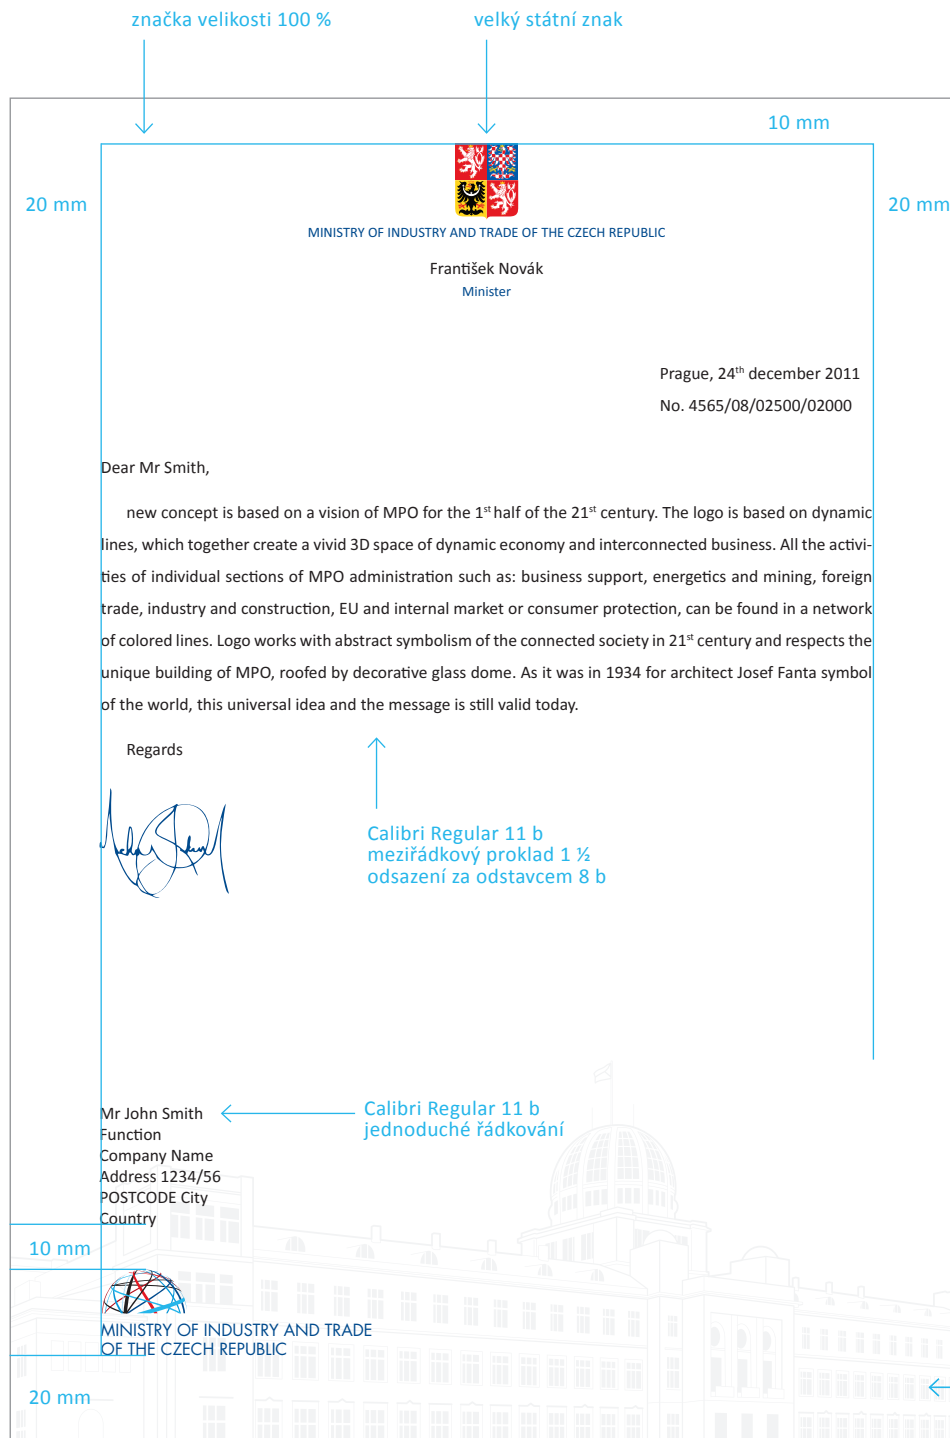 značka velikosti 100 %
velký státní znak
10 mm
20 mm
20 mm
MINISTRY OF INDUSTRY AND TRADE OF THE CZECH REPUBLIC
František Novák
Minister
Prague, 24th december 2011
No. 4565/08/02500/02000
Dear Mr Smith,
new concept is based on a vision of MPO for the 1st half of the 21st century. The logo is based on dynamic
lines, which together create a vivid 3D space of dynamic economy and interconnected business. All the activi-
ties of individual sections of MPO administration such as: business support, energetics and mining, foreign
trade, industry and construction, EU and internal market or consumer protection, can be found in a network
of colored lines. Logo works with abstract symbolism of the connected society in 21st century and respects the
unique building of MPO, roofed by decorative glass dome. As it was in 1934 for architect Josef Fanta symbol
of the world, this universal idea and the message is still valid today.
Regards
Calibri Regular 11 b
meziřádkový proklad 1 ½
odsazení za odstavcem 8 b
Mr John Smith
Function
Company Name
Address 1234/56
POSTCODE City
Country
Calibri Regular 11 b
jednoduché řádkování
10 mm
MINISTRY OF INDUSTRY AND TRADE
OF THE CZECH REPUBLIC
20 mm